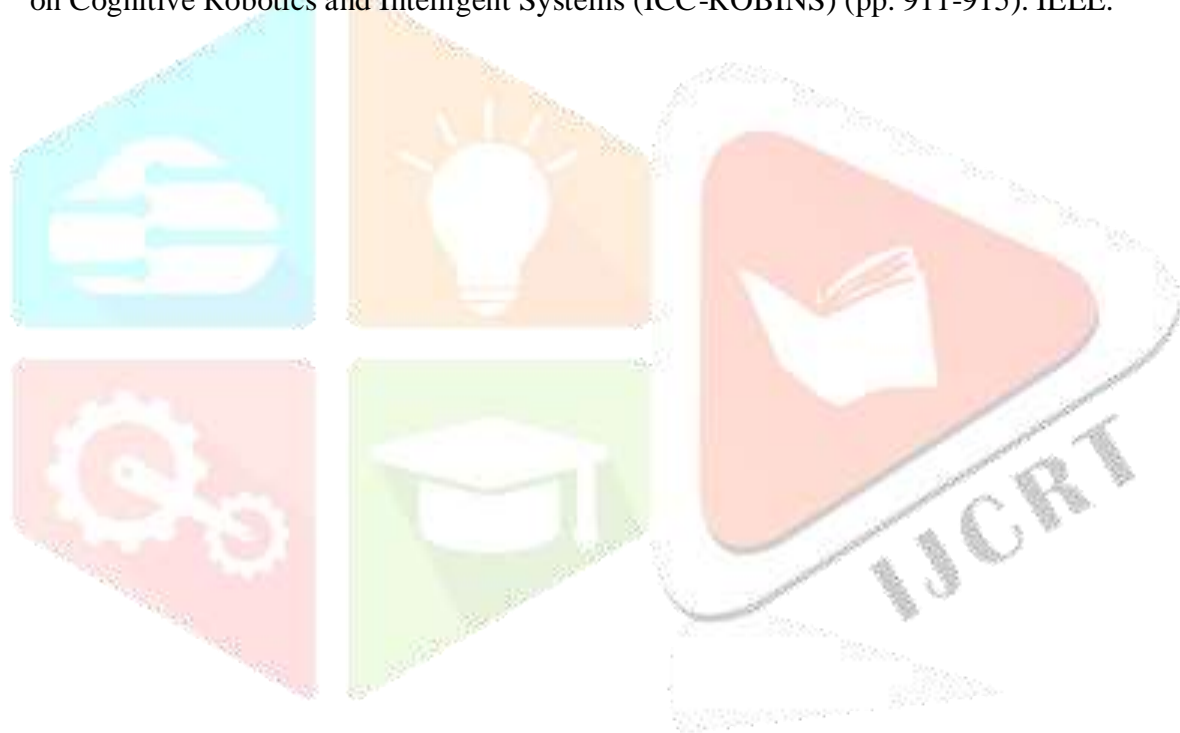 on Cognitive Robotics and Intelligent Systems (ICC-ROBINS) (pp. 911-915). IEEE.
IJCRT